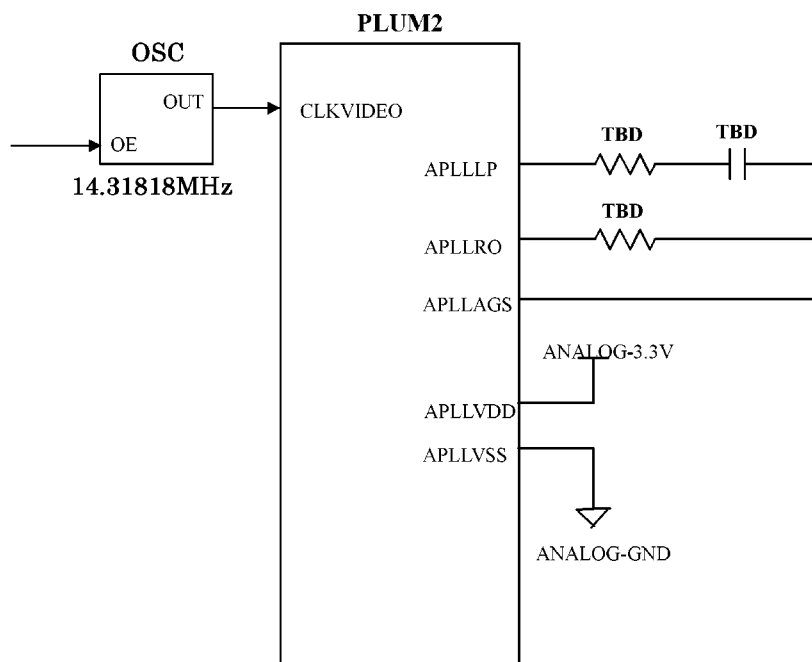 PLUM2
OSC
OUT
OE
14.31818MHz
CLKVIDEO
APLLLP
TBD
TBD
APLLRO
TBD
APLLAGS
ANALOG-3.3V
APLLVDD
APLLVSS
ANALOG-GND